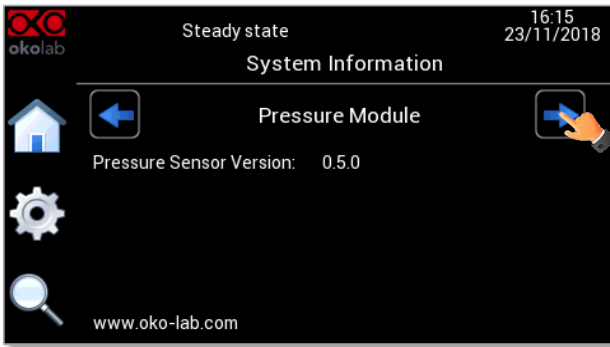 okolab
Steady state
16:15
23/11/2018
System Information
Pressure Module
Pressure Sensor Version: 0.5.0
www.oko-lab.com